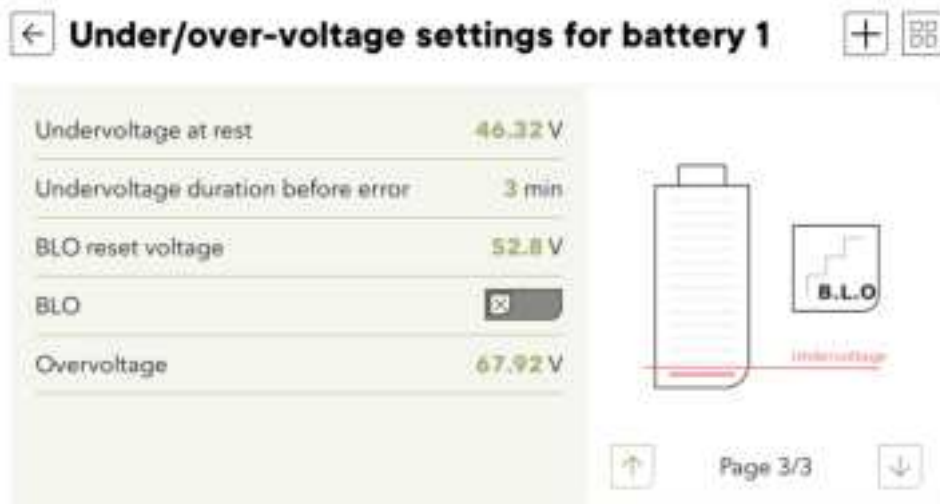 Under/over-voltage settings for battery 1
Undervoltage at rest 46.32 V
Undervoltage duration before error 3 min
BLO reset voltage 52.8 V
BLO
Overvoltage 67.92 V
B.L.O
Undervoltage
Page 3/3